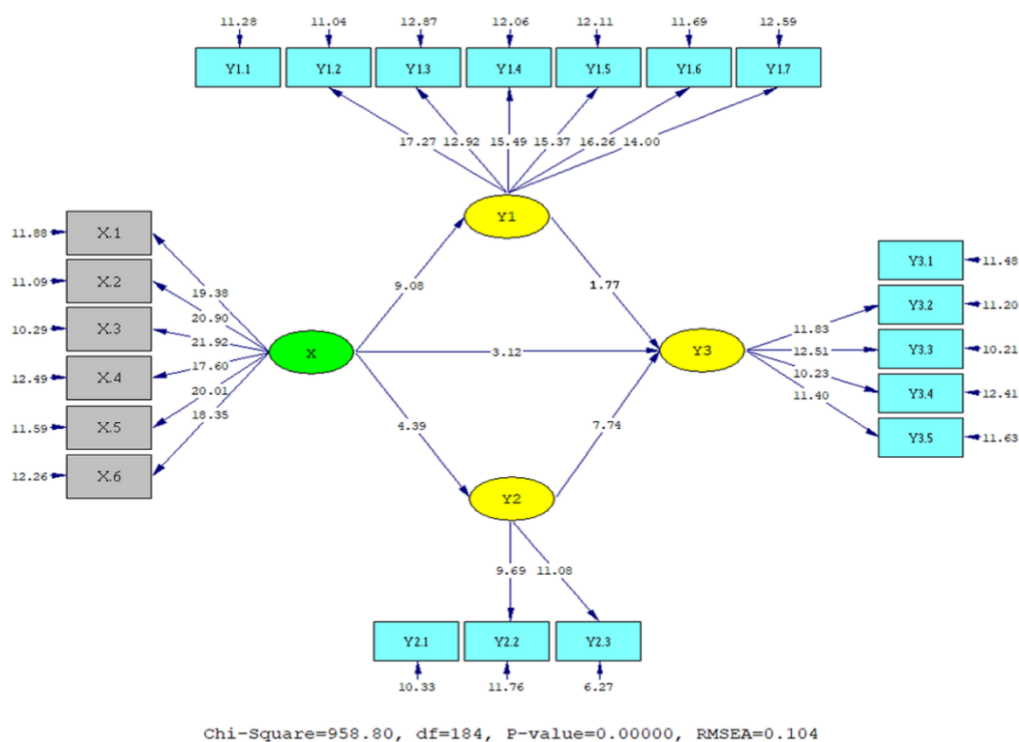 11.28 11.04 12.87 12.06 12.11 11.69 12.59
Y1.1 Y1.2 Y1.3 Y1.4 Y1.5 Y1.6 Y1.7
17.27 12.92 15.49 15.37 16.26 14.00
Y1
11.88 X.1
11.09 X.2
10.29 X.3
12.49 X.4
11.59 X.5
12.26 X.6
19.38
20.90
21.92
17.60
20.01
18.35
X
9.08
1.77
3.12
4.39
7.74
Y3
Y3.1 11.48
Y3.2 11.20
Y3.3 10.21
Y3.4 12.41
Y3.5 11.63
11.83
12.51
10.23
11.40
Y2
9.69 11.08
Y2.1 Y2.2 Y2.3
10.33 11.76 6.27
Chi-Square=958.80, df=184, P-value=0.00000, RMSEA=0.104